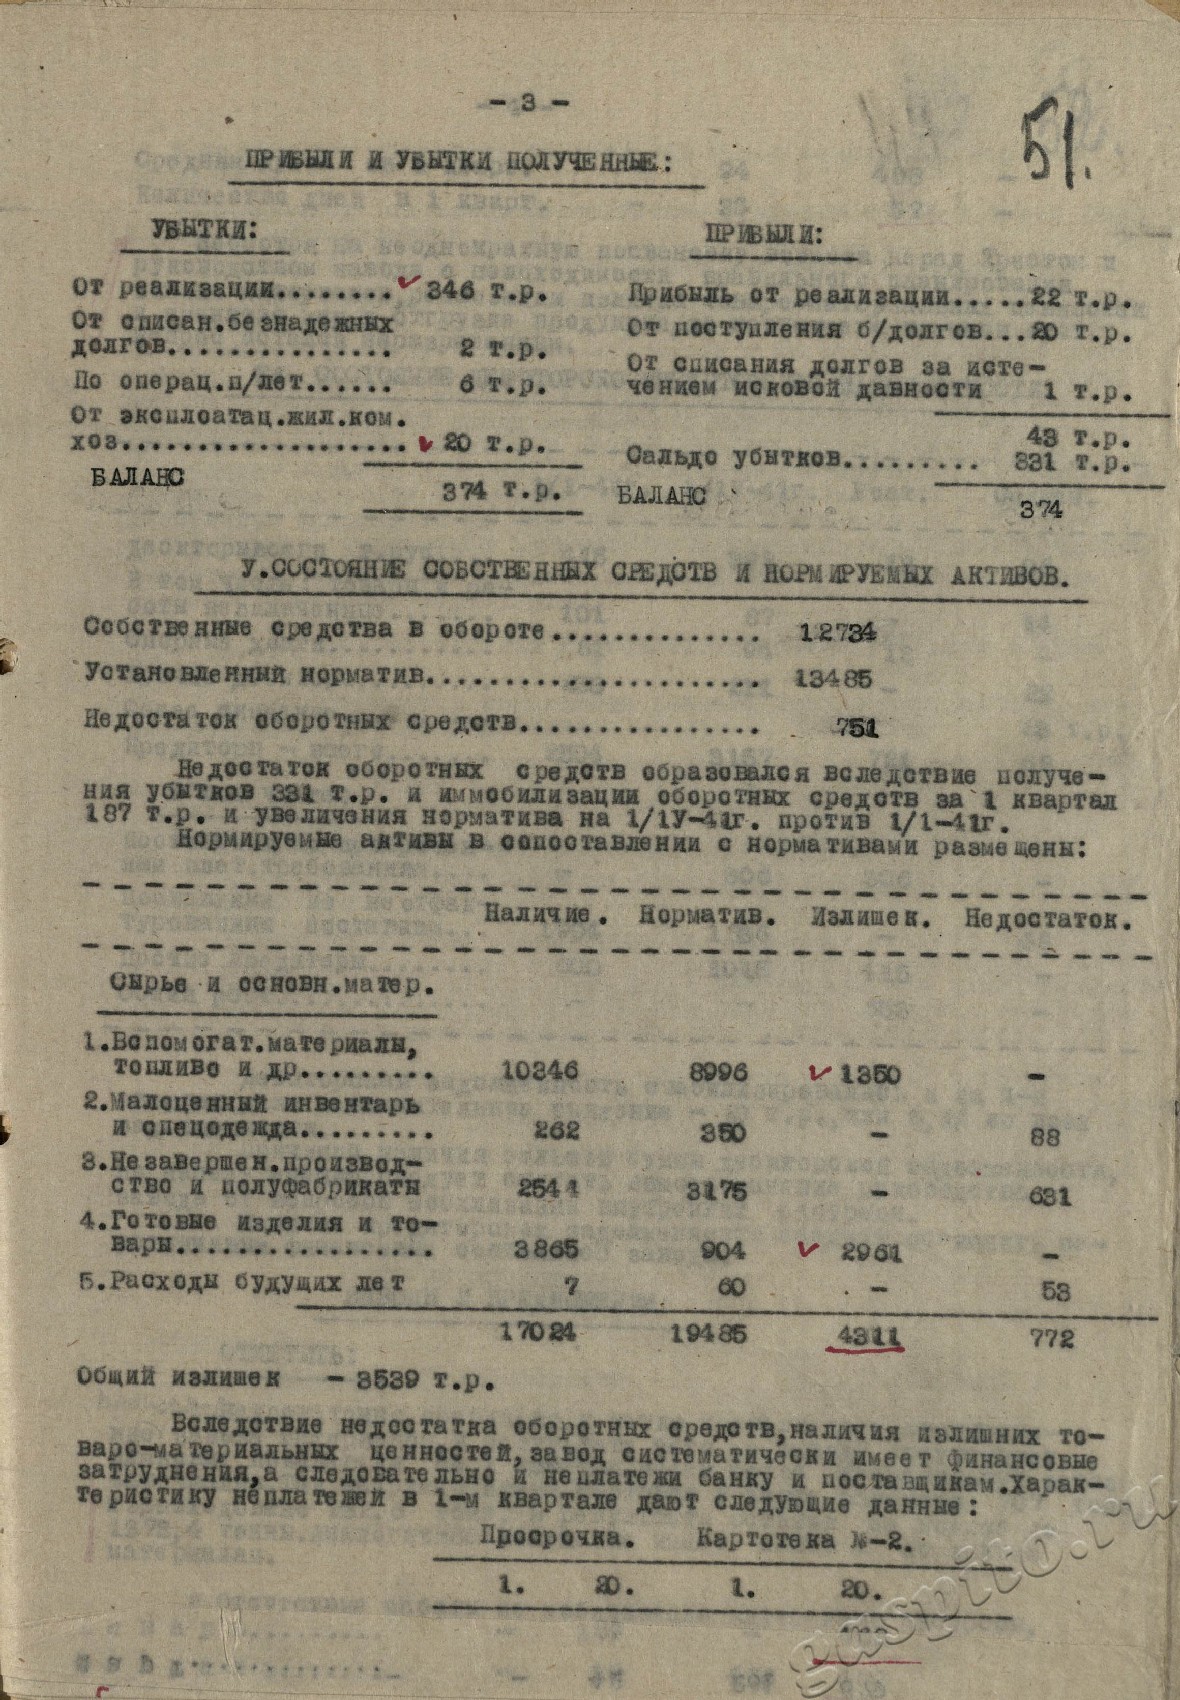 - 3 -
51.
ПРИБЫЛИ И УБЫТКИ ПОЛУЧЕННЫЕ:
УБЫТКИ:
От реализации........ 346 т.р.
От списан.безнадежных
долгов............... 2 т.р.
По операц.п/лет...... 6 т.р.
От эксплоатац.жил.ком.
хоз................... 20 т.р.
БАЛАНС 374 т.р.
ПРИБЫЛИ:
Прибыль от реализации.....22 т.р.
От поступления б/долгов...20 т.р.
От списания долгов за исте-
чением исковой давности 1 т.р.
43 т.р.
Сальдо убытков......... 331 т.р.
БАЛАНС 374
У.СОСТОЯНИЕ СОБСТВЕННЫХ СРЕДСТВ И НОРМИРУЕМЫХ АКТИВОВ.
Собственные средства в обороте.............. 12734
Установленный норматив...................... 13485
Недостаток оборотных средств................ 751
Недостаток оборотных средств образовался вследствие получе-
ния убытков 331 т.р. и иммобилизации оборотных средств за 1 квартал
187 т.р. и увеличения норматива на 1/1У-41г. против 1/1-41г.
Нормируемые активы в сопоставлении с нормативами размещены:
Наличие. Норматив. Излишек. Недостаток.
Сырье и основн.матер.
1.Вспомогат.материалы,
топливо и др......... 10346 8996 1350 -
2.Малоценный инвентарь
и спецодежда......... 262 350 - 88
3.Незавершен.производ-
ство и полуфабрикаты 2544 3175 - 631
4.Готовые изделия и то-
вары................. 3865 904 2961 -
5.Расходы будущих лет 7 60 - 53
17024 19485 4311 772
Общий излишек - 3539 т.р.
Вследствие недостатка оборотных средств,наличия излишних то-
варо-материальных ценностей,завод систематически имеет финансовые
затруднения,а следовательно и неплатежи банку и поставщикам.Харак-
теристику неплатежей в 1-м квартале дают следующие данные:
Просрочка. Картотека №-2.
1. 20. 1. 20.
gaspito.ru